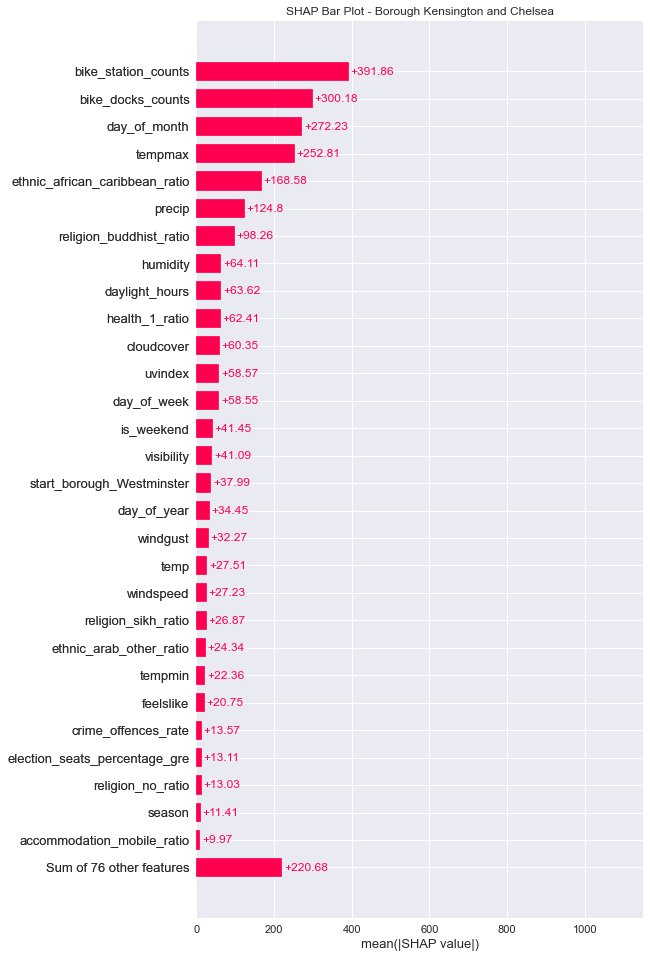 SHAP Bar Plot - Borough Kensington and Chelsea
bike_station_counts +391.86
bike_docks_counts +300.18
day_of_month +272.23
tempmax +252.81
ethnic_african_caribbean_ratio +168.58
precip +124.8
religion_buddhist_ratio +98.26
humidity +64.11
daylight_hours +63.62
health_1_ratio +62.41
cloudcover +60.35
uvindex +58.57
day_of_week +58.55
is_weekend +41.45
visibility +41.09
start_borough_Westminster +37.99
day_of_year +34.45
windgust +32.27
temp +27.51
windspeed +27.23
religion_sikh_ratio +26.87
ethnic_arab_other_ratio +24.34
tempmin +22.36
feelslike +20.75
crime_offences_rate +13.57
election_seats_percentage_gre +13.11
religion_no_ratio +13.03
season +11.41
accommodation_mobile_ratio +9.97
Sum of 76 other features +220.68
0 200 400 600 800 1000
mean(|SHAP value|)